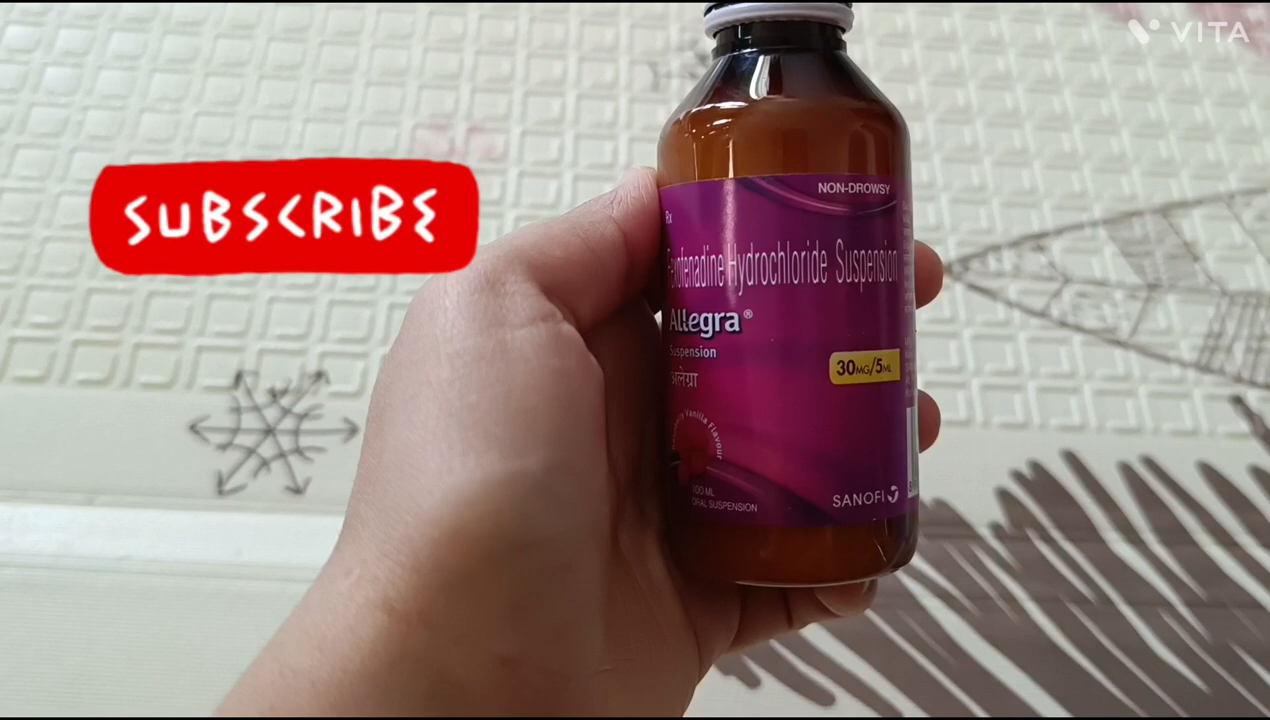 VITA
SUBSCRIBE
NON-DROWSY
Rx
Fexofenadine Hydrochloride Suspension
Allegra®
Suspension
अलेग्रा
30MG/5ML
Vanilla Flavour
100 ML
ORAL SUSPENSION
SANOFI